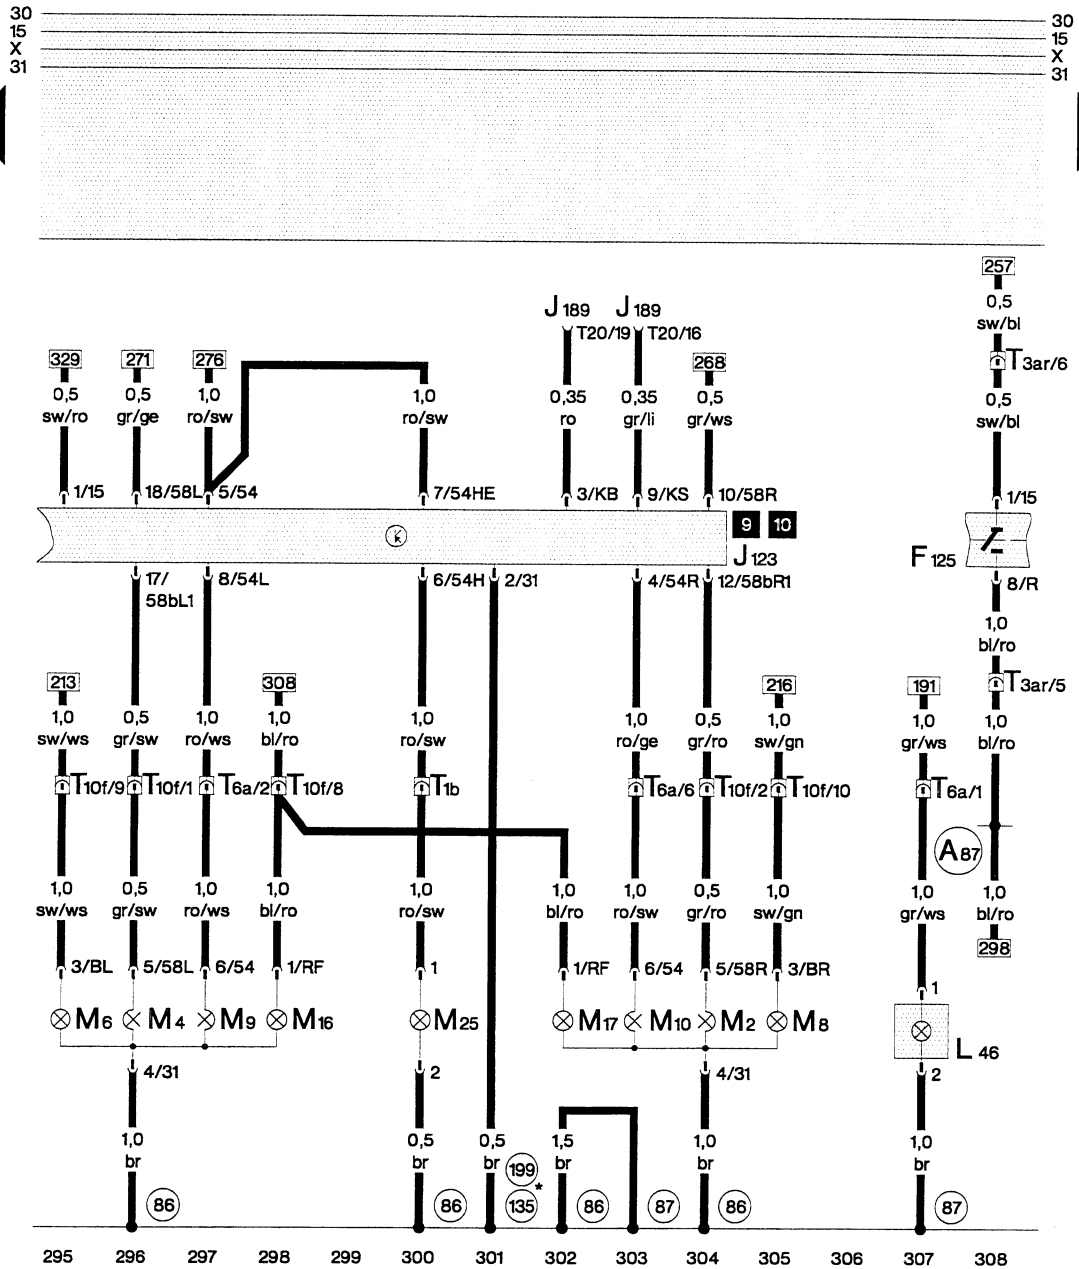 30 30
15 15
X X
31 31
257
0,5
sw/bl
J 189 J 189
T20/19 T20/16
T3ar/6
329 271 276 268
0,5 0,5 1,0 1,0 0,35 0,35 0,5 0,5
sw/ro gr/ge ro/sw ro/sw ro gr/li gr/ws sw/bl
1/15 18/58L 5/54 7/54HE 3/KB 9/KS 10/58R 1/15
K
9 10
J 123 F 125
17/ 8/54L 6/54H 2/31 4/54R 12/58bR1 8/R
58bL1
1,0
bl/ro
213 308 216 191 T3ar/5
1,0 0,5 1,0 1,0 1,0 1,0 0,5 1,0 1,0 1,0
sw/ws gr/sw ro/ws bl/ro ro/sw ro/ge gr/ro sw/gn gr/ws bl/ro
T10f/9 T10f/1 T6a/2 T10f/8 T1b T6a/6 T10f/2 T10f/10 T6a/1
A87
1,0 0,5 1,0 1,0 1,0 1,0 1,0 0,5 1,0 1,0 1,0
sw/ws gr/sw ro/ws bl/ro ro/sw bl/ro ro/sw gr/ro sw/gn gr/ws bl/ro
298
3/BL 5/58L 6/54 1/RF 1 1/RF 6/54 5/58R 3/BR 1
M6 M4 M9 M16 M25 M17 M10 M2 M8
L 46
4/31 2 4/31 2
1,0 0,5 0,5 1,5 1,0 1,0
br br br br br br
199
86 86 135 * 86 87 86 87
295 296 297 298 299 300 301 302 303 304 305 306 307 308